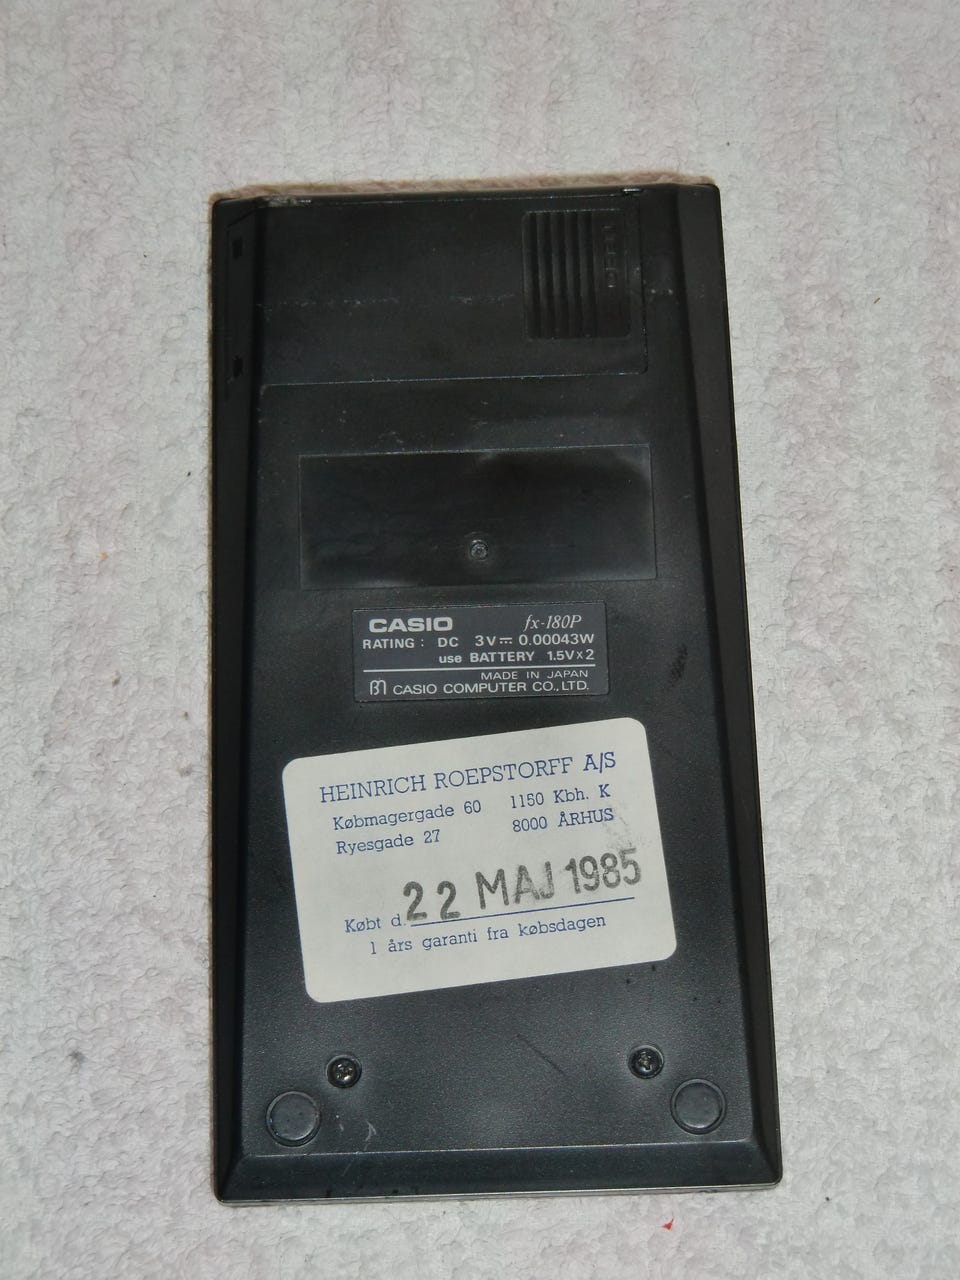 CASIO fx-180P
RATING : DC 3V⎓ 0.00043W
use BATTERY 1.5V×2
MADE IN JAPAN
CASIO COMPUTER CO., LTD.
HEINRICH ROEPSTORFF A/S
Købmagergade 60 1150 Kbh. K
Ryesgade 27 8000 ÅRHUS
Købt d. 22 MAJ 1985
1 års garanti fra købsdagen